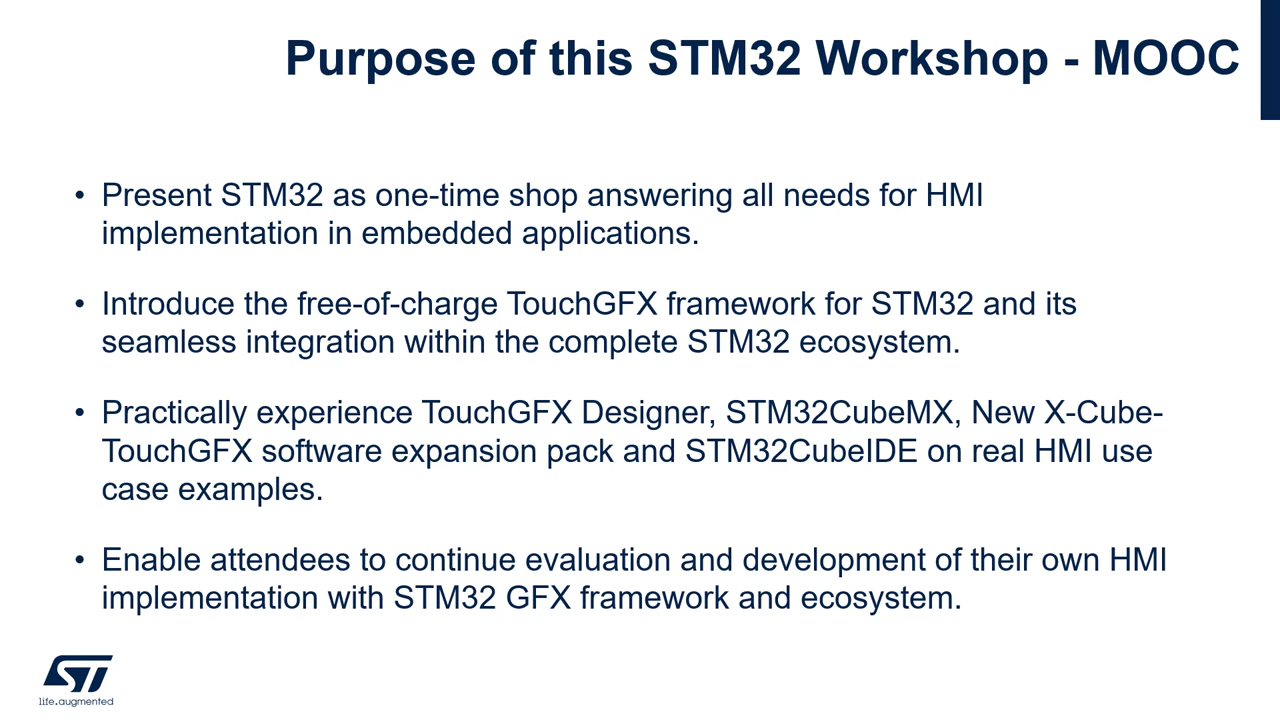 Purpose of this STM32 Workshop - MOOC
• Present STM32 as one-time shop answering all needs for HMI
implementation in embedded applications.
• Introduce the free-of-charge TouchGFX framework for STM32 and its
seamless integration within the complete STM32 ecosystem.
• Practically experience TouchGFX Designer, STM32CubeMX, New X-Cube-
TouchGFX software expansion pack and STM32CubeIDE on real HMI use
case examples.
• Enable attendees to continue evaluation and development of their own HMI
implementation with STM32 GFX framework and ecosystem.
ST
life.augmented